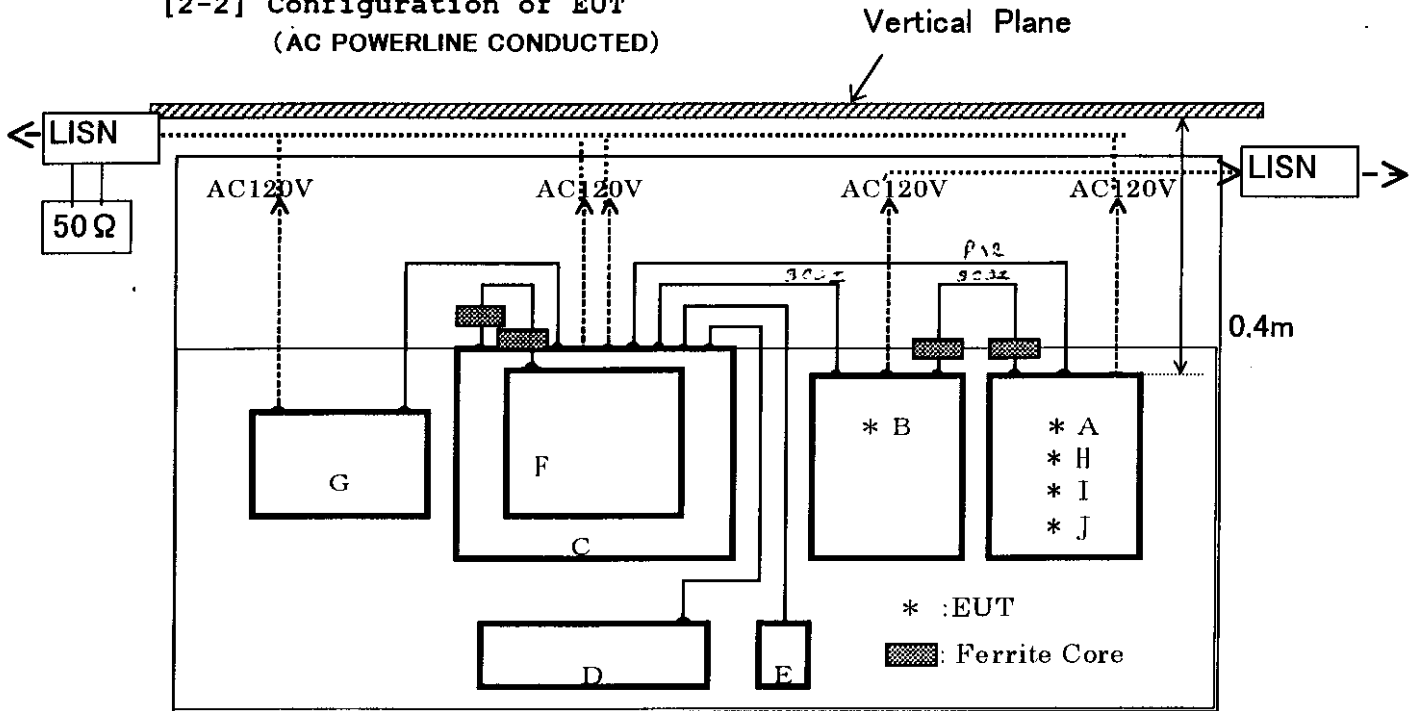 [2-2] Configuration of EUT
(AC POWERLINE CONDUCTED)
Vertical Plane
LISN
LISN
AC120V AC120V AC120V AC120V
50Ω
0.4m
* B
* A
* H
* I
* J
G
F
C
* :EUT
: Ferrite Core
D
E